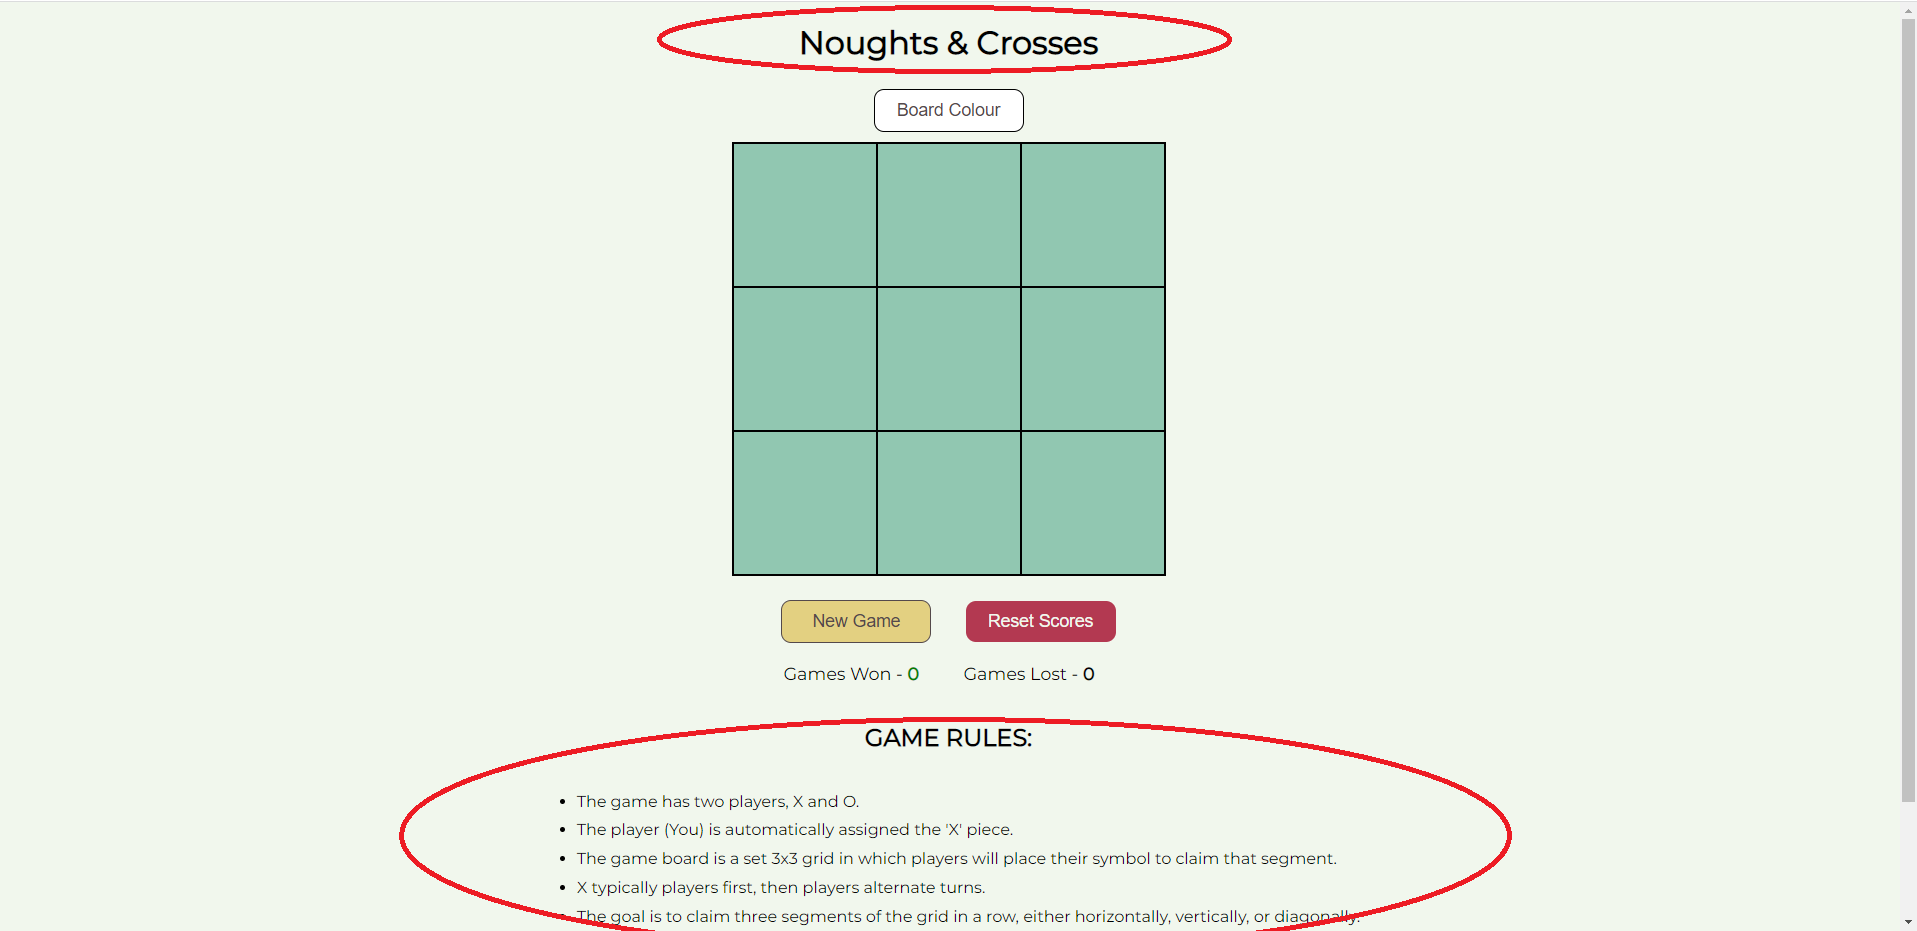 Noughts & Crosses
Board Colour
New Game Reset Scores
Games Won - 0 Games Lost - 0
GAME RULES:
• The game has two players, X and O.
• The player (You) is automatically assigned the 'X' piece.
• The game board is a set 3x3 grid in which players will place their symbol to claim that segment.
• X typically players first, then players alternate turns.
• The goal is to claim three segments of the grid in a row, either horizontally, vertically, or diagonally.